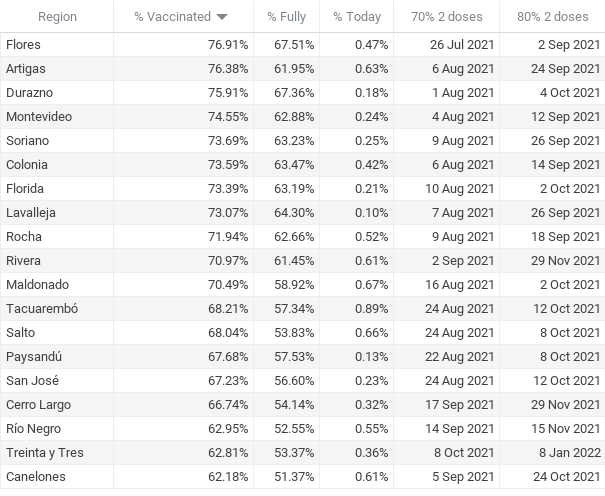 Region % Vaccinated % Fully % Today 70% 2 doses 80% 2 doses
Flores 76.91% 67.51% 0.47% 26 Jul 2021 2 Sep 2021
Artigas 76.38% 61.95% 0.63% 6 Aug 2021 24 Sep 2021
Durazno 75.91% 67.36% 0.18% 1 Aug 2021 4 Oct 2021
Montevideo 74.55% 62.88% 0.24% 4 Aug 2021 12 Sep 2021
Soriano 73.69% 63.23% 0.25% 9 Aug 2021 26 Sep 2021
Colonia 73.59% 63.47% 0.42% 6 Aug 2021 14 Sep 2021
Florida 73.39% 63.19% 0.21% 10 Aug 2021 2 Oct 2021
Lavalleja 73.07% 64.30% 0.10% 7 Aug 2021 26 Sep 2021
Rocha 71.94% 62.66% 0.52% 9 Aug 2021 18 Sep 2021
Rivera 70.97% 61.45% 0.61% 2 Sep 2021 29 Nov 2021
Maldonado 70.49% 58.92% 0.67% 16 Aug 2021 2 Oct 2021
Tacuarembó 68.21% 57.34% 0.89% 24 Aug 2021 12 Oct 2021
Salto 68.04% 53.83% 0.66% 24 Aug 2021 8 Oct 2021
Paysandú 67.68% 57.53% 0.13% 22 Aug 2021 8 Oct 2021
San José 67.23% 56.60% 0.23% 24 Aug 2021 12 Oct 2021
Cerro Largo 66.74% 54.14% 0.32% 17 Sep 2021 29 Nov 2021
Río Negro 62.95% 52.55% 0.55% 14 Sep 2021 15 Nov 2021
Treinta y Tres 62.81% 53.37% 0.36% 8 Oct 2021 8 Jan 2022
Canelones 62.18% 51.37% 0.61% 5 Sep 2021 24 Oct 2021